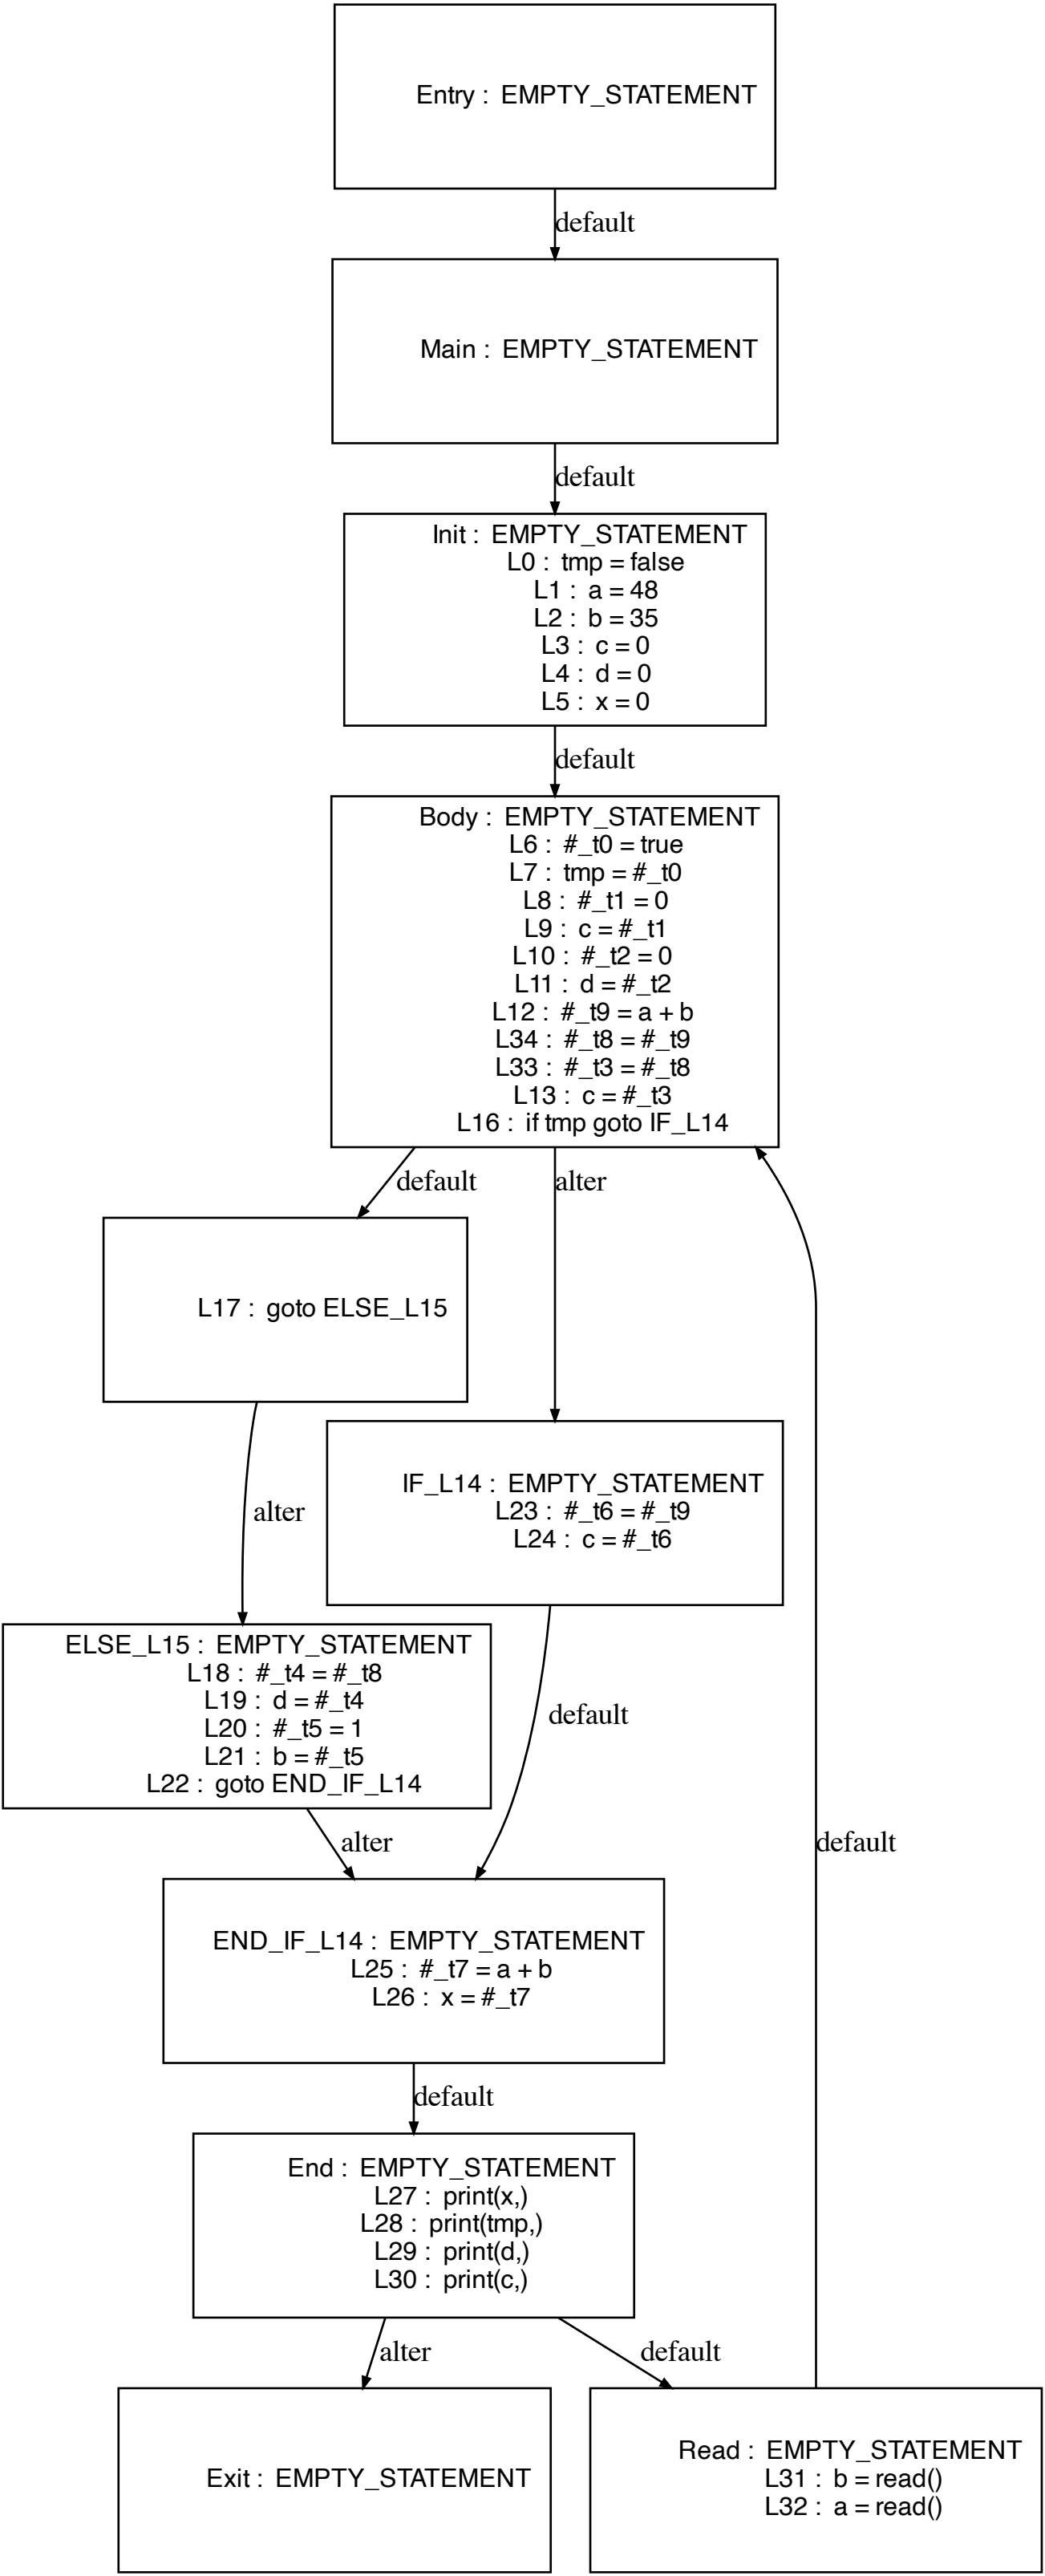 Entry : EMPTY_STATEMENT
default
Main : EMPTY_STATEMENT
default
Init : EMPTY_STATEMENT
L0 : tmp = false
L1 : a = 48
L2 : b = 35
L3 : c = 0
L4 : d = 0
L5 : x = 0
default
Body : EMPTY_STATEMENT
L6 : #_t0 = true
L7 : tmp = #_t0
L8 : #_t1 = 0
L9 : c = #_t1
L10 : #_t2 = 0
L11 : d = #_t2
L12 : #_t9 = a + b
L34 : #_t8 = #_t9
L33 : #_t3 = #_t8
L13 : c = #_t3
L16 : if tmp goto IF_L14
default
alter
L17 : goto ELSE_L15
IF_L14 : EMPTY_STATEMENT
L23 : #_t6 = #_t9
L24 : c = #_t6
alter
ELSE_L15 : EMPTY_STATEMENT
L18 : #_t4 = #_t8
L19 : d = #_t4
L20 : #_t5 = 1
L21 : b = #_t5
L22 : goto END_IF_L14
default
alter
default
END_IF_L14 : EMPTY_STATEMENT
L25 : #_t7 = a + b
L26 : x = #_t7
default
End : EMPTY_STATEMENT
L27 : print(x,)
L28 : print(tmp,)
L29 : print(d,)
L30 : print(c,)
alter
default
Exit : EMPTY_STATEMENT
Read : EMPTY_STATEMENT
L31 : b = read()
L32 : a = read()